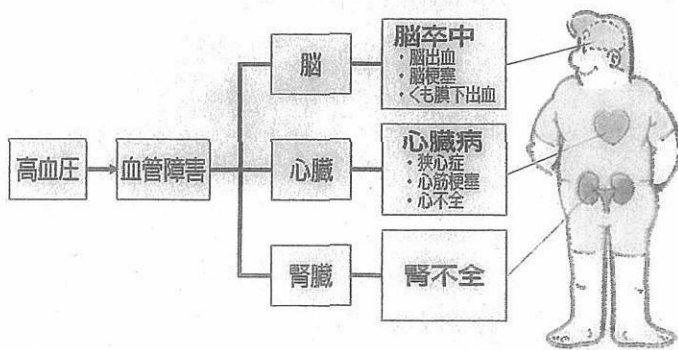 高血圧
血管障害
脳
脳卒中
・脳出血
・脳梗塞
・くも膜下出血
心臓
心臓病
・狭心症
・心筋梗塞
・心不全
腎臓
腎不全